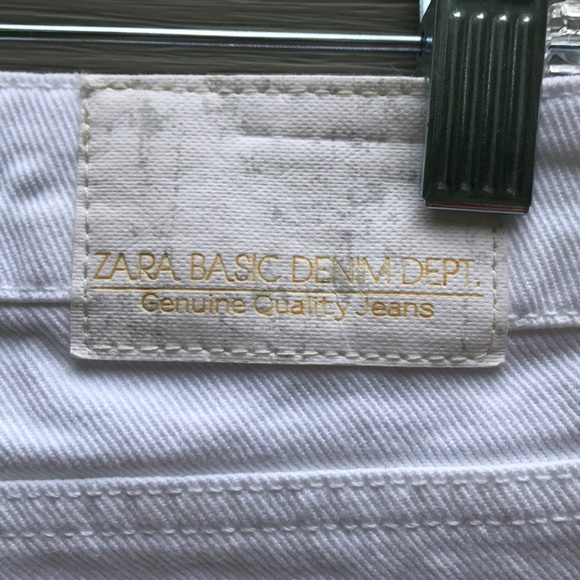 ZARA BASIC DENIM DEPT.
Genuine Quality Jeans